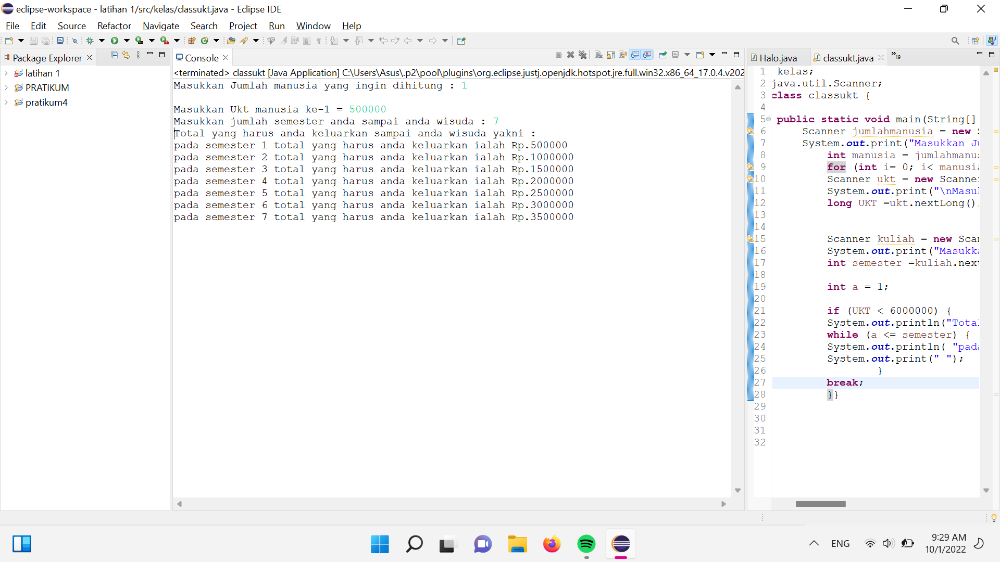 eclipse-workspace - latihan 1/src/kelas/classukt.java - Eclipse IDE
File Edit Source Refactor Navigate Search Project Run Window Help
Package Explorer
latihan 1
PRATIKUM
pratikum4
Console
<terminated> classukt [Java Application] C:\Users\Asus\.p2\pool\plugins\org.eclipse.justj.openjdk.hotspot.jre.full.win32.x86_64_17.0.4.v202
Masukkan Jumlah manusia yang ingin dihitung : 1
Masukkan Ukt manusia ke-1 = 500000
Masukkan jumlah semester anda sampai anda wisuda : 7
Total yang harus anda keluarkan sampai anda wisuda yakni :
pada semester 1 total yang harus anda keluarkan ialah Rp.500000
pada semester 2 total yang harus anda keluarkan ialah Rp.1000000
pada semester 3 total yang harus anda keluarkan ialah Rp.1500000
pada semester 4 total yang harus anda keluarkan ialah Rp.2000000
pada semester 5 total yang harus anda keluarkan ialah Rp.2500000
pada semester 6 total yang harus anda keluarkan ialah Rp.3000000
pada semester 7 total yang harus anda keluarkan ialah Rp.3500000
Halo.java classukt.java »19
1 kelas;
2 java.util.Scanner;
3 class classukt {
4
5 public static void main(String[]
6 Scanner jumlahmanusia = new
7 System.out.print("Masukkan
8 int manusia = jumlahmanu
9 for (int i= 0; i< manusia
10 Scanner ukt = new Scanner
11 System.out.print("\nMasu
12 long UKT =ukt.nextLong()
13
14
15 Scanner kuliah = new Sca
16 System.out.print("Masukk
17 int semester =kuliah.next
18
19 int a = 1;
20
21 if (UKT < 6000000) {
22 System.out.println("Total
23 while (a <= semester) {
24 System.out.println( "pada
25 System.out.print(" ");
26 }
27 break;
28 }}
29
30
31
32
ENG
9:29 AM
10/1/2022